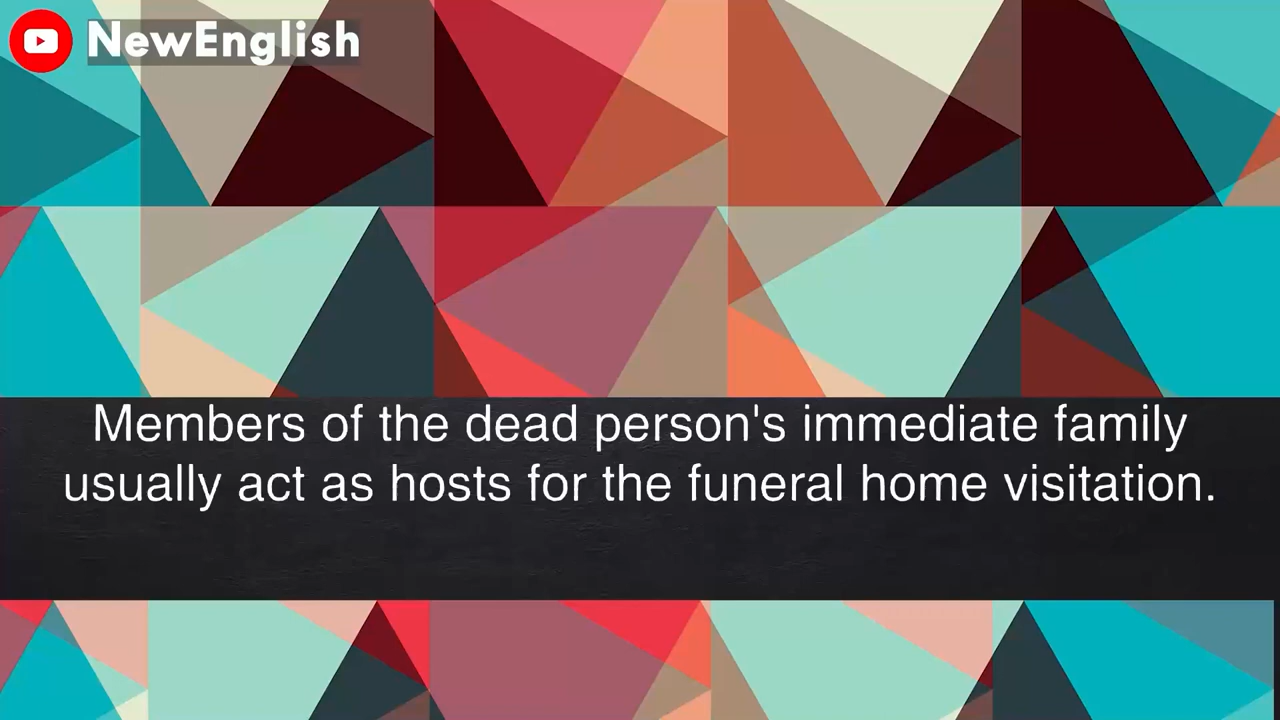 NewEnglish
Members of the dead person's immediate family
usually act as hosts for the funeral home visitation.